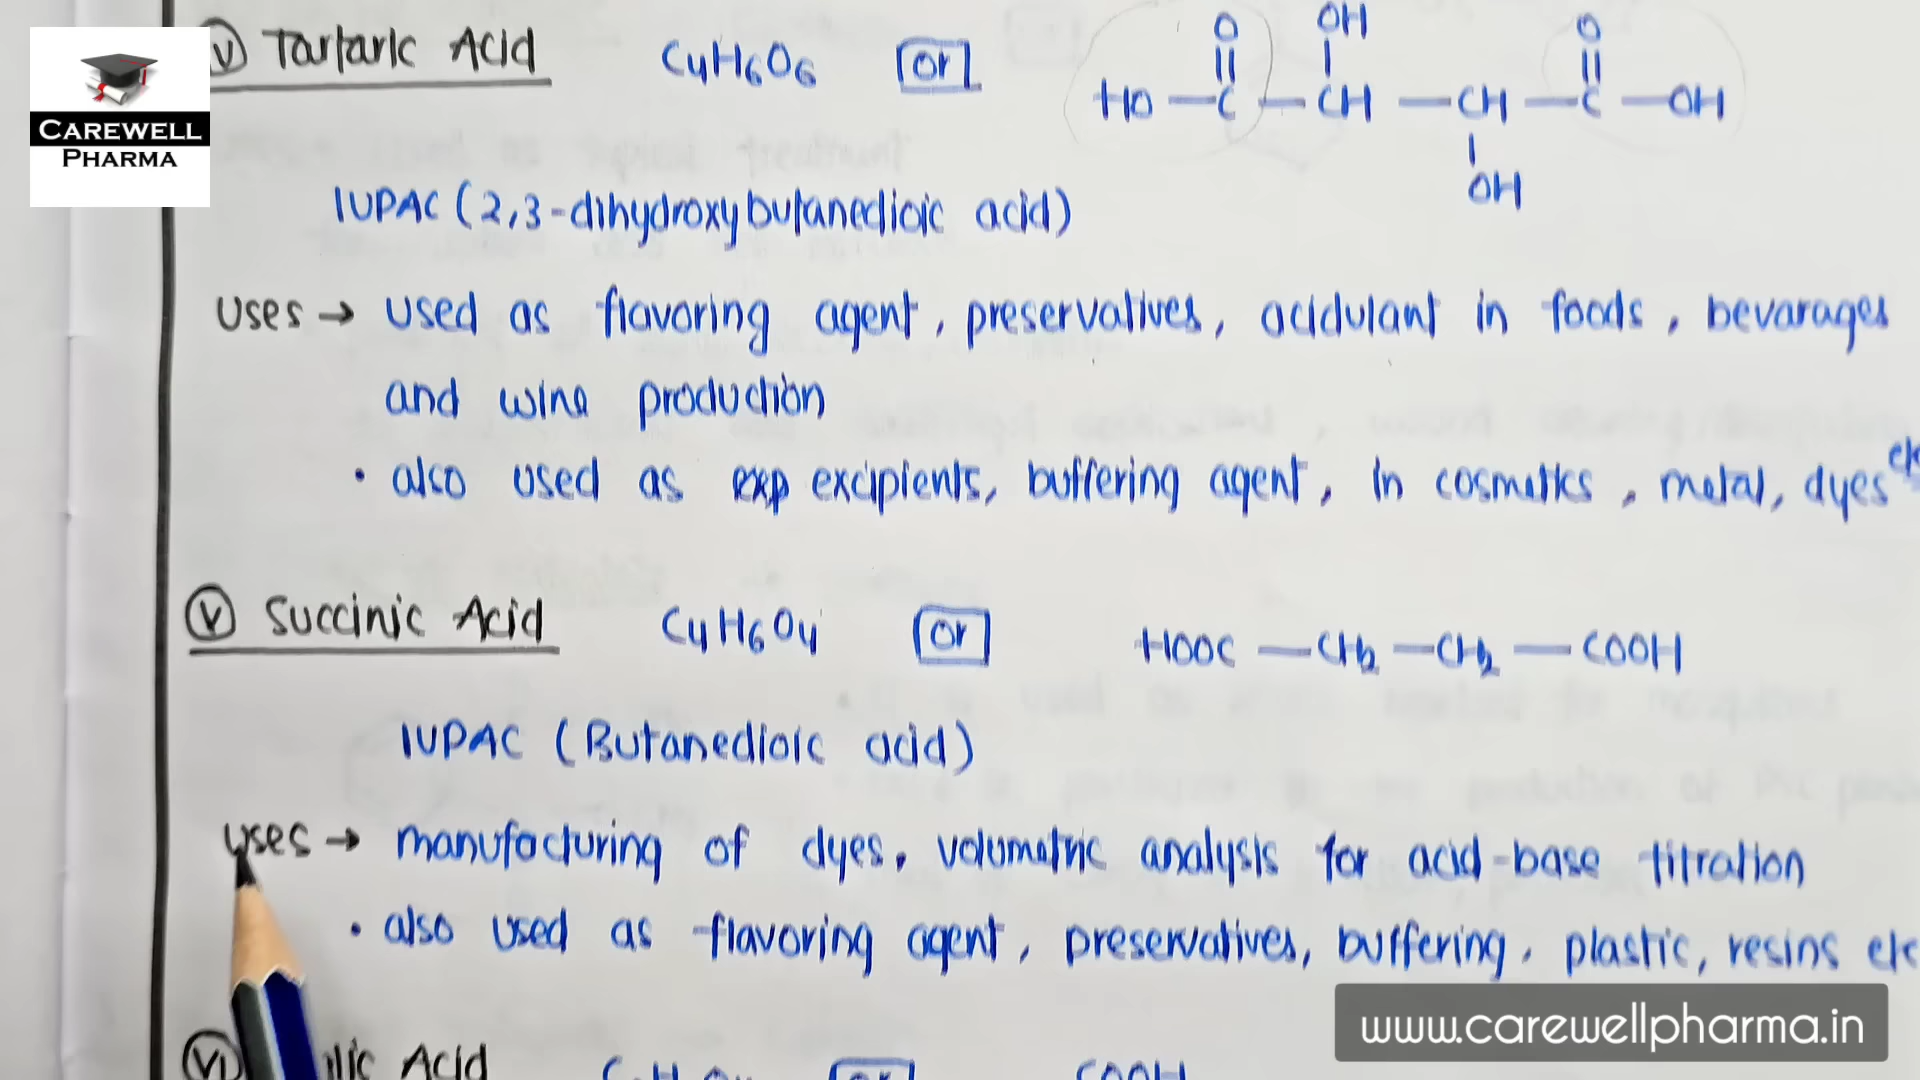 CAREWELL
PHARMA
V Tartaric Acid C4H6O6 or
O OH O
HO — C — CH — CH — C — OH
OH
IUPAC (2,3-dihydroxybutanedioic acid)
Uses → used as flavoring agent, preservatives, acidulant in foods, bevarages
and wine production
• also used as exp excipients, buffering agent, in cosmetics, metal, dyes etc
V Succinic Acid C4H6O4 or HOOC — CH2 — CH2 — COOH
IUPAC (Butanedioic acid)
Uses → manufacturing of dyes, volumetric analysis for acid-base titration
• also used as flavoring agent, preservatives, buffering, plastic, resins etc
www.carewellpharma.in
Acid COOH